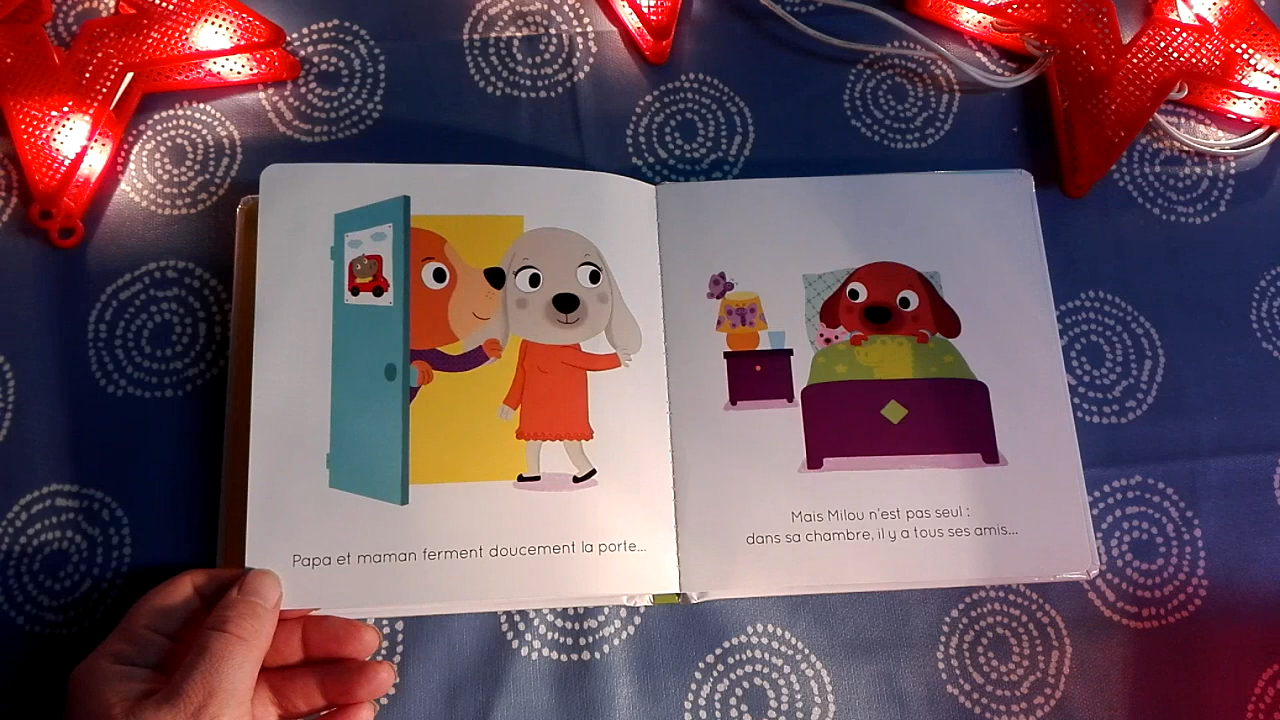 Papa et maman ferment doucement la porte...
Mais Milou n'est pas seul :
dans sa chambre, il y a tous ses amis...